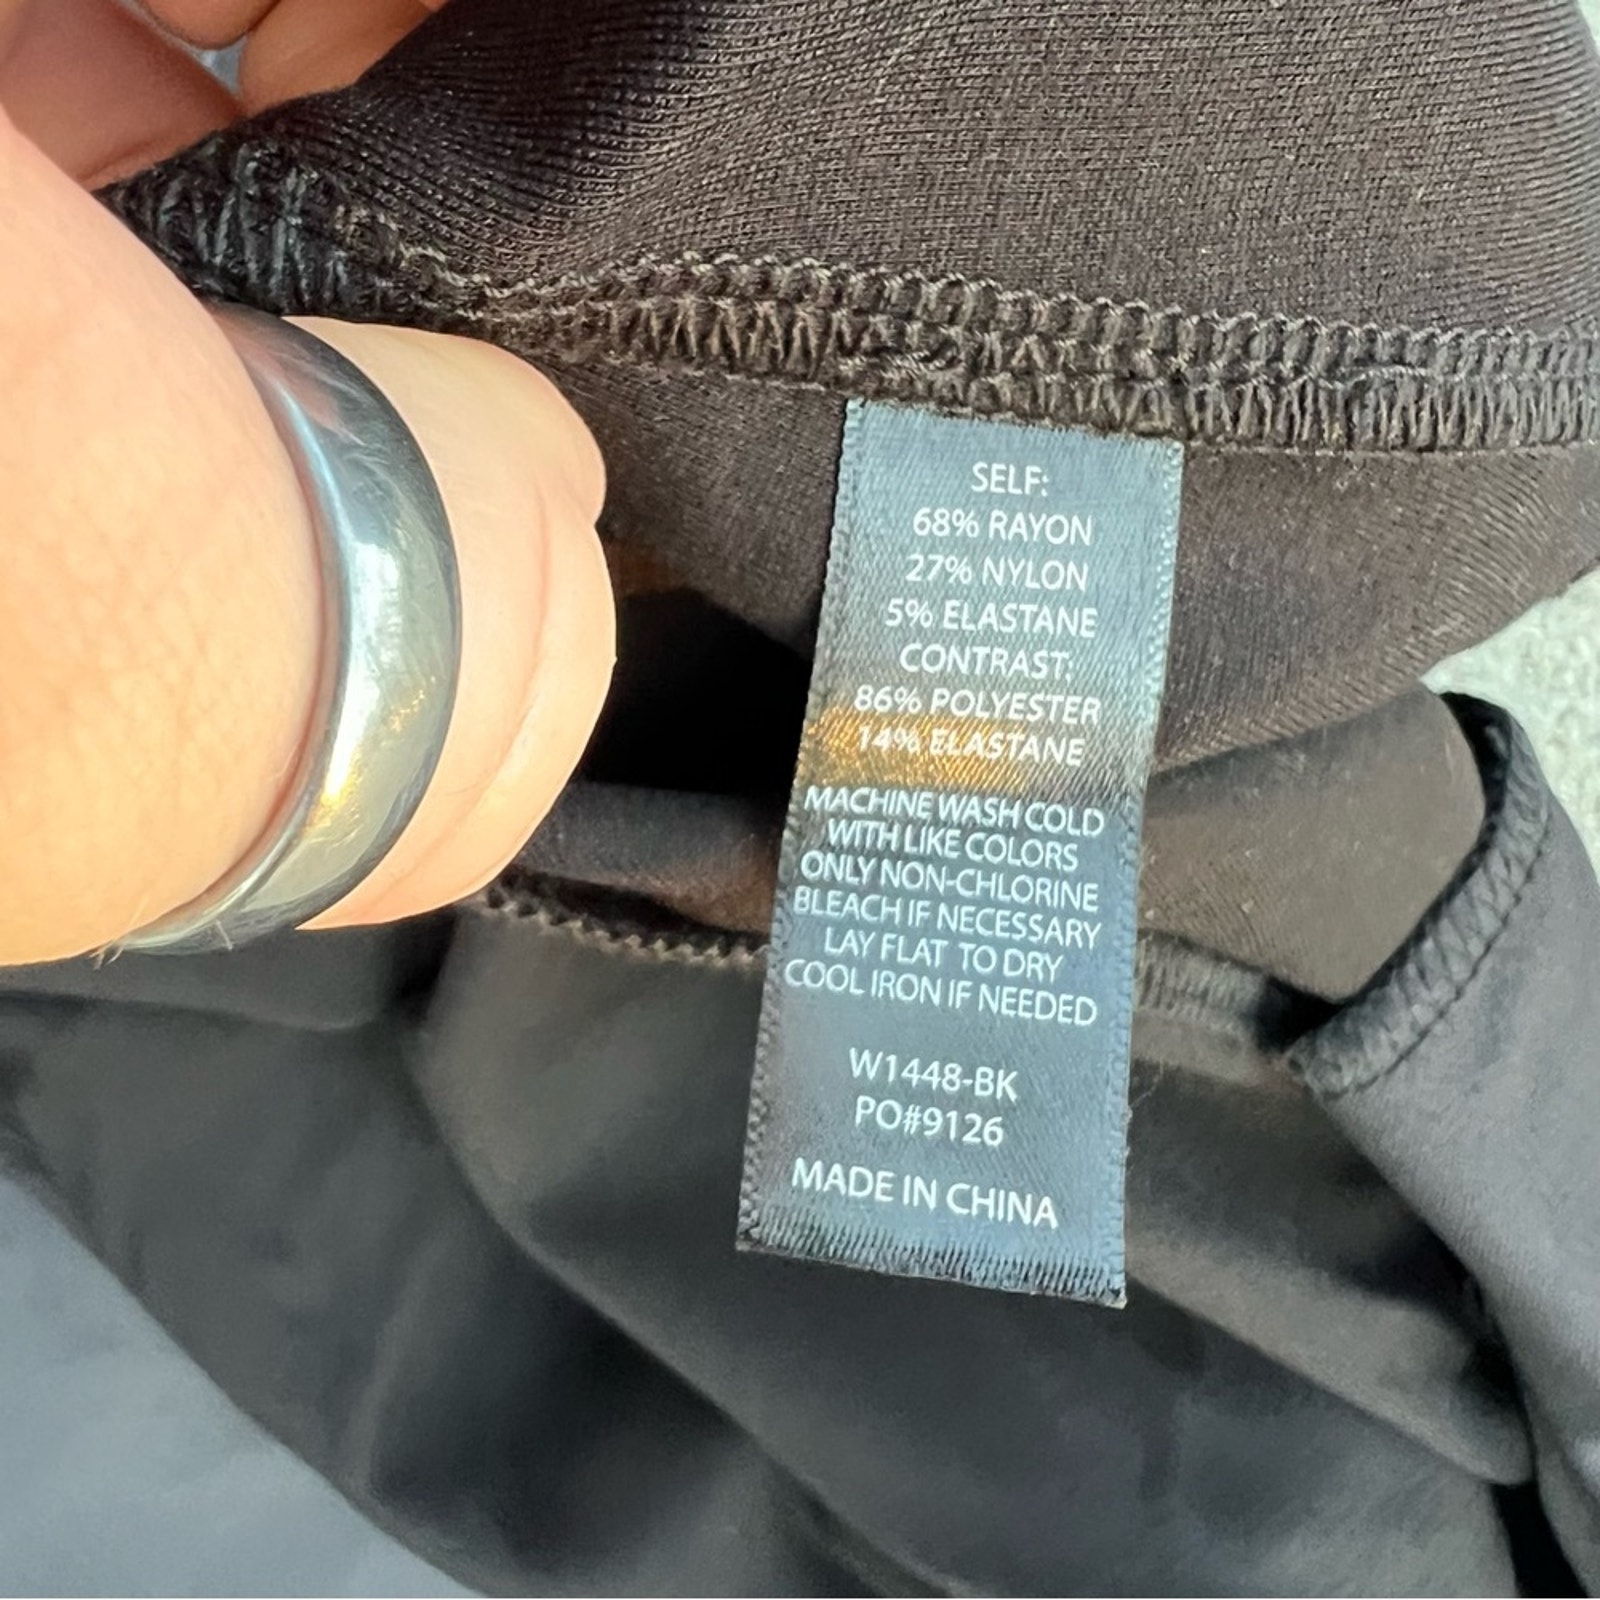 SELF:
68% RAYON
27% NYLON
5% ELASTANE
CONTRAST:
86% POLYESTER
14% ELASTANE
MACHINE WASH COLD
WITH LIKE COLORS
ONLY NON-CHLORINE
BLEACH IF NECESSARY
LAY FLAT TO DRY
COOL IRON IF NEEDED
W1448-BK
PO#9126
MADE IN CHINA